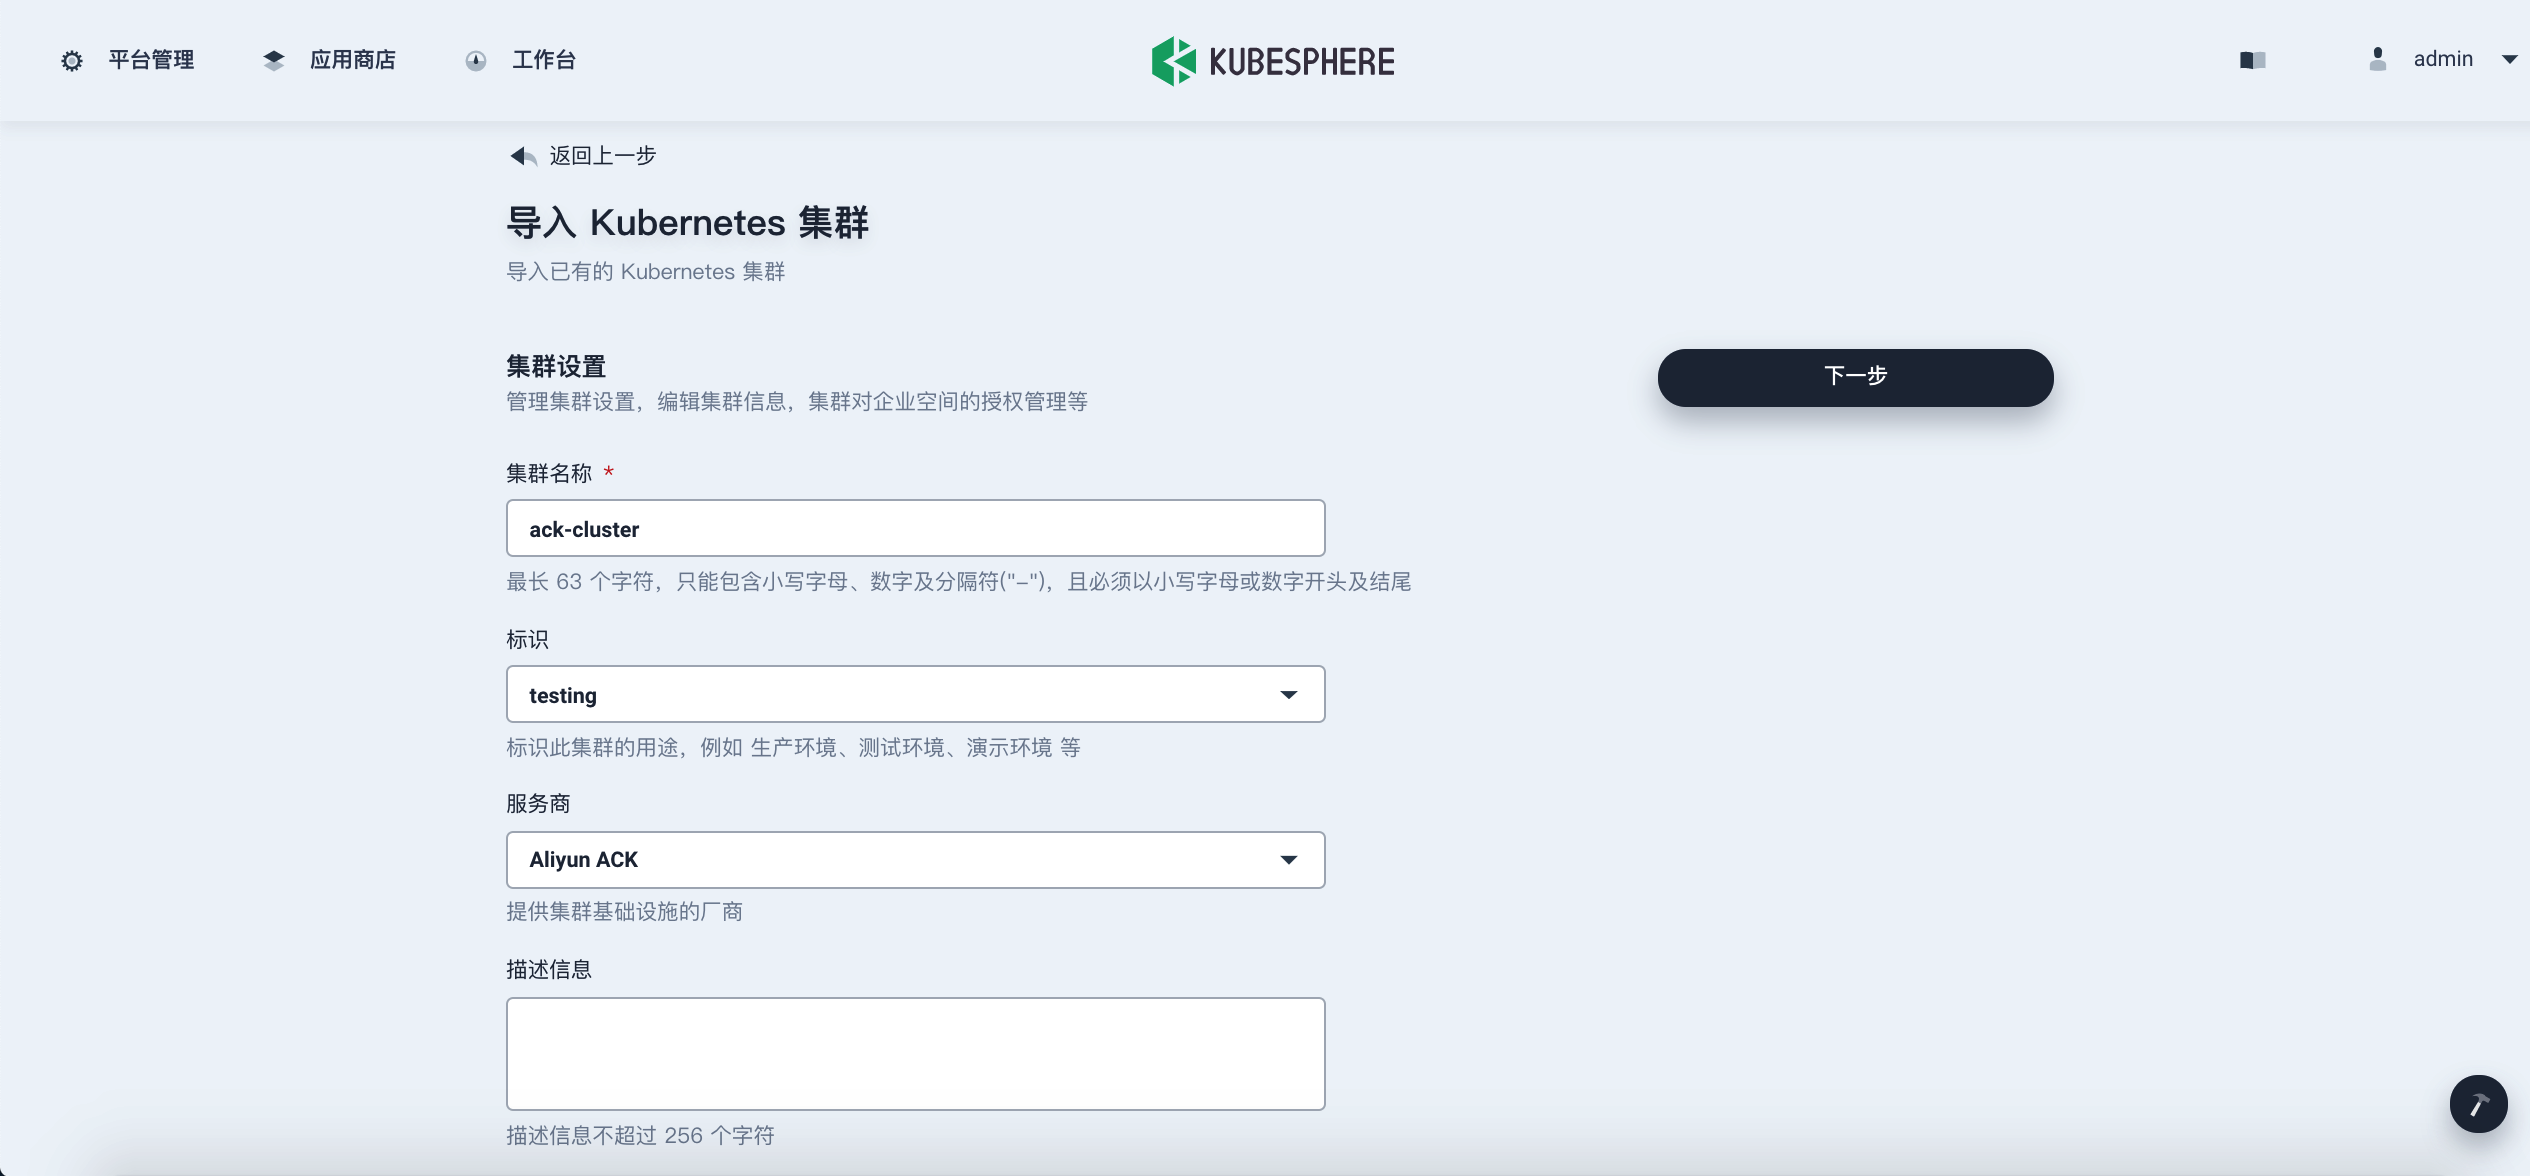 平台管理
应用商店
工作台
KUBESPHERE
admin
返回上一步
导入 Kubernetes 集群
导入已有的 Kubernetes 集群
集群设置
管理集群设置，编辑集群信息，集群对企业空间的授权管理等
下一步
集群名称 *
ack-cluster
最长 63 个字符，只能包含小写字母、数字及分隔符("-")，且必须以小写字母或数字开头及结尾
标识
testing
标识此集群的用途，例如 生产环境、测试环境、演示环境 等
服务商
Aliyun ACK
提供集群基础设施的厂商
描述信息
描述信息不超过 256 个字符